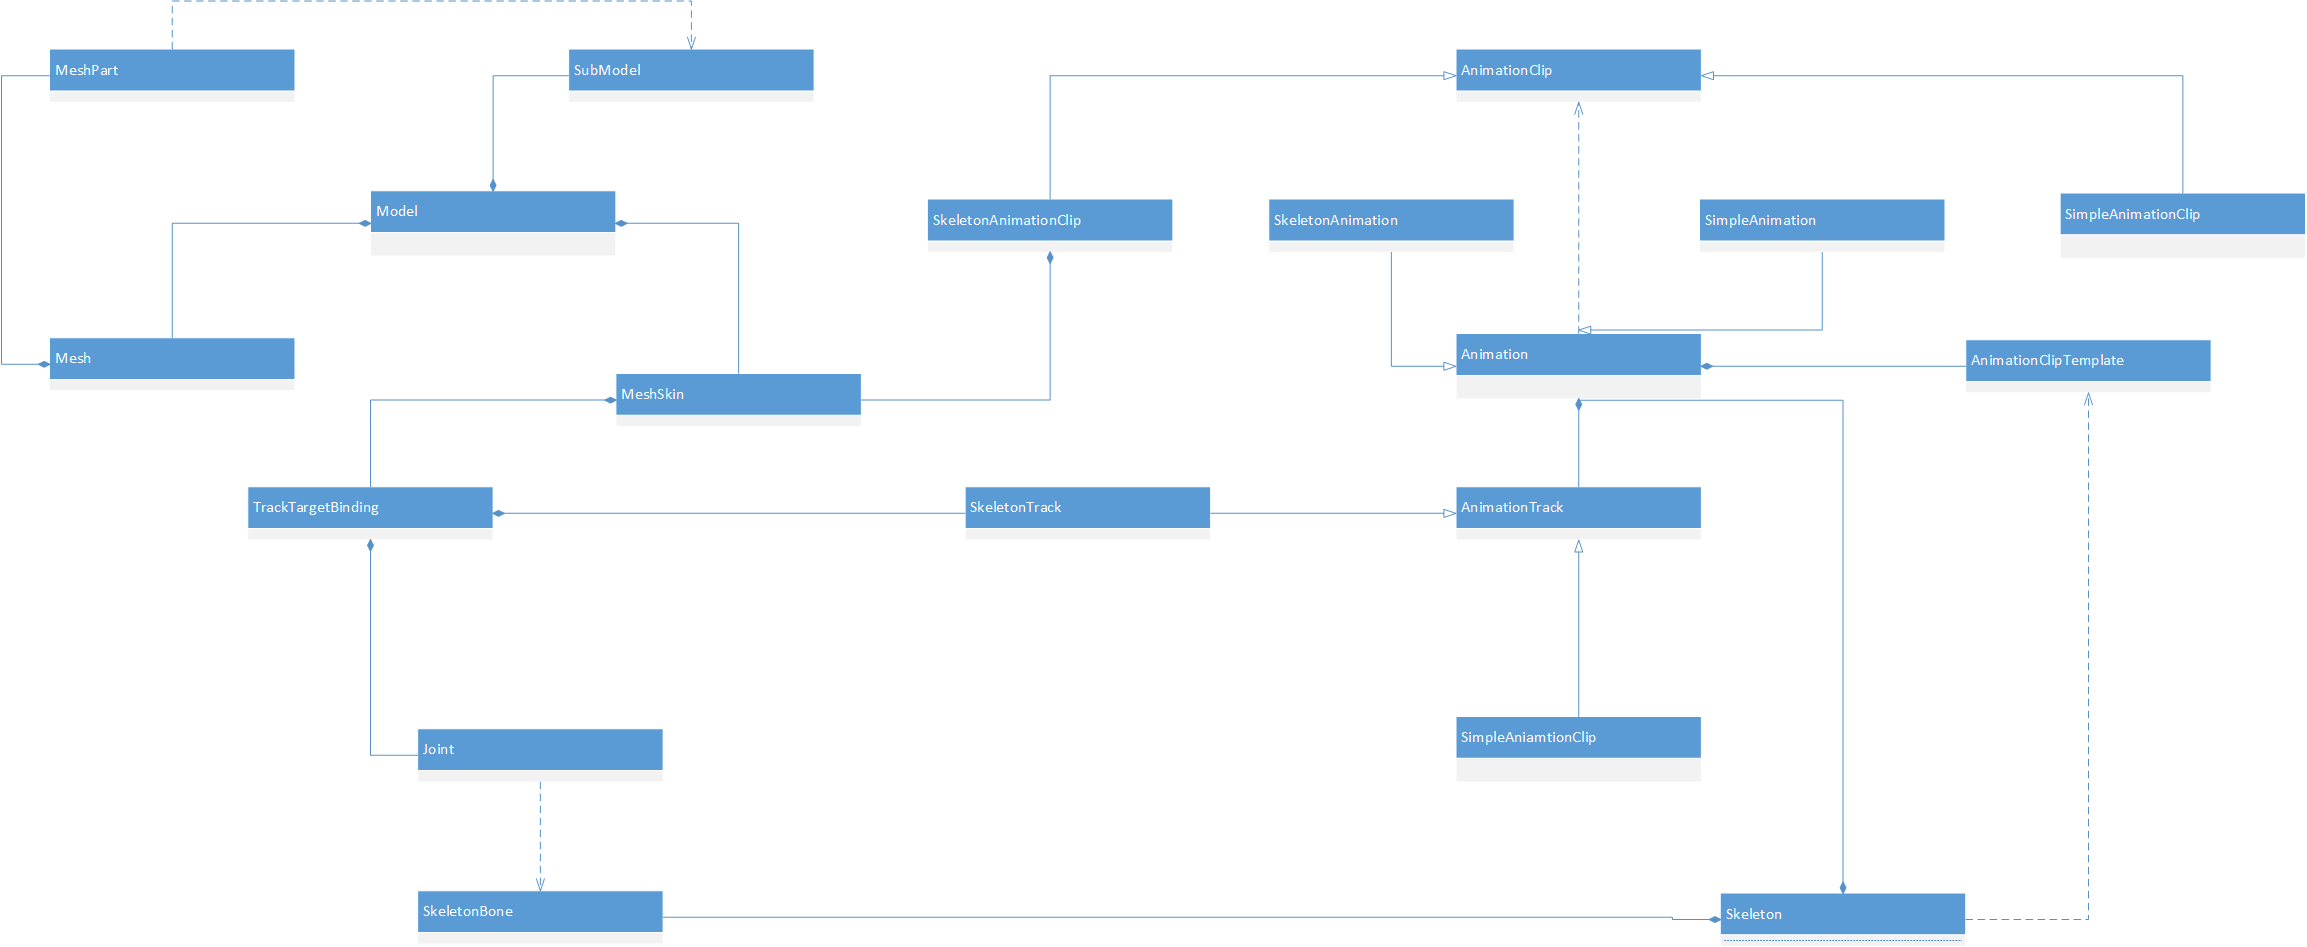 MeshPart
SubModel
AnimationClip
Model
SkeletonAnimationClip
SkeletonAnimation
SimpleAnimation
SimpleAnimationClip
Mesh
MeshSkin
Animation
AnimationClipTemplate
TrackTargetBinding
SkeletonTrack
AnimationTrack
Joint
SimpleAniamtionClip
SkeletonBone
Skeleton